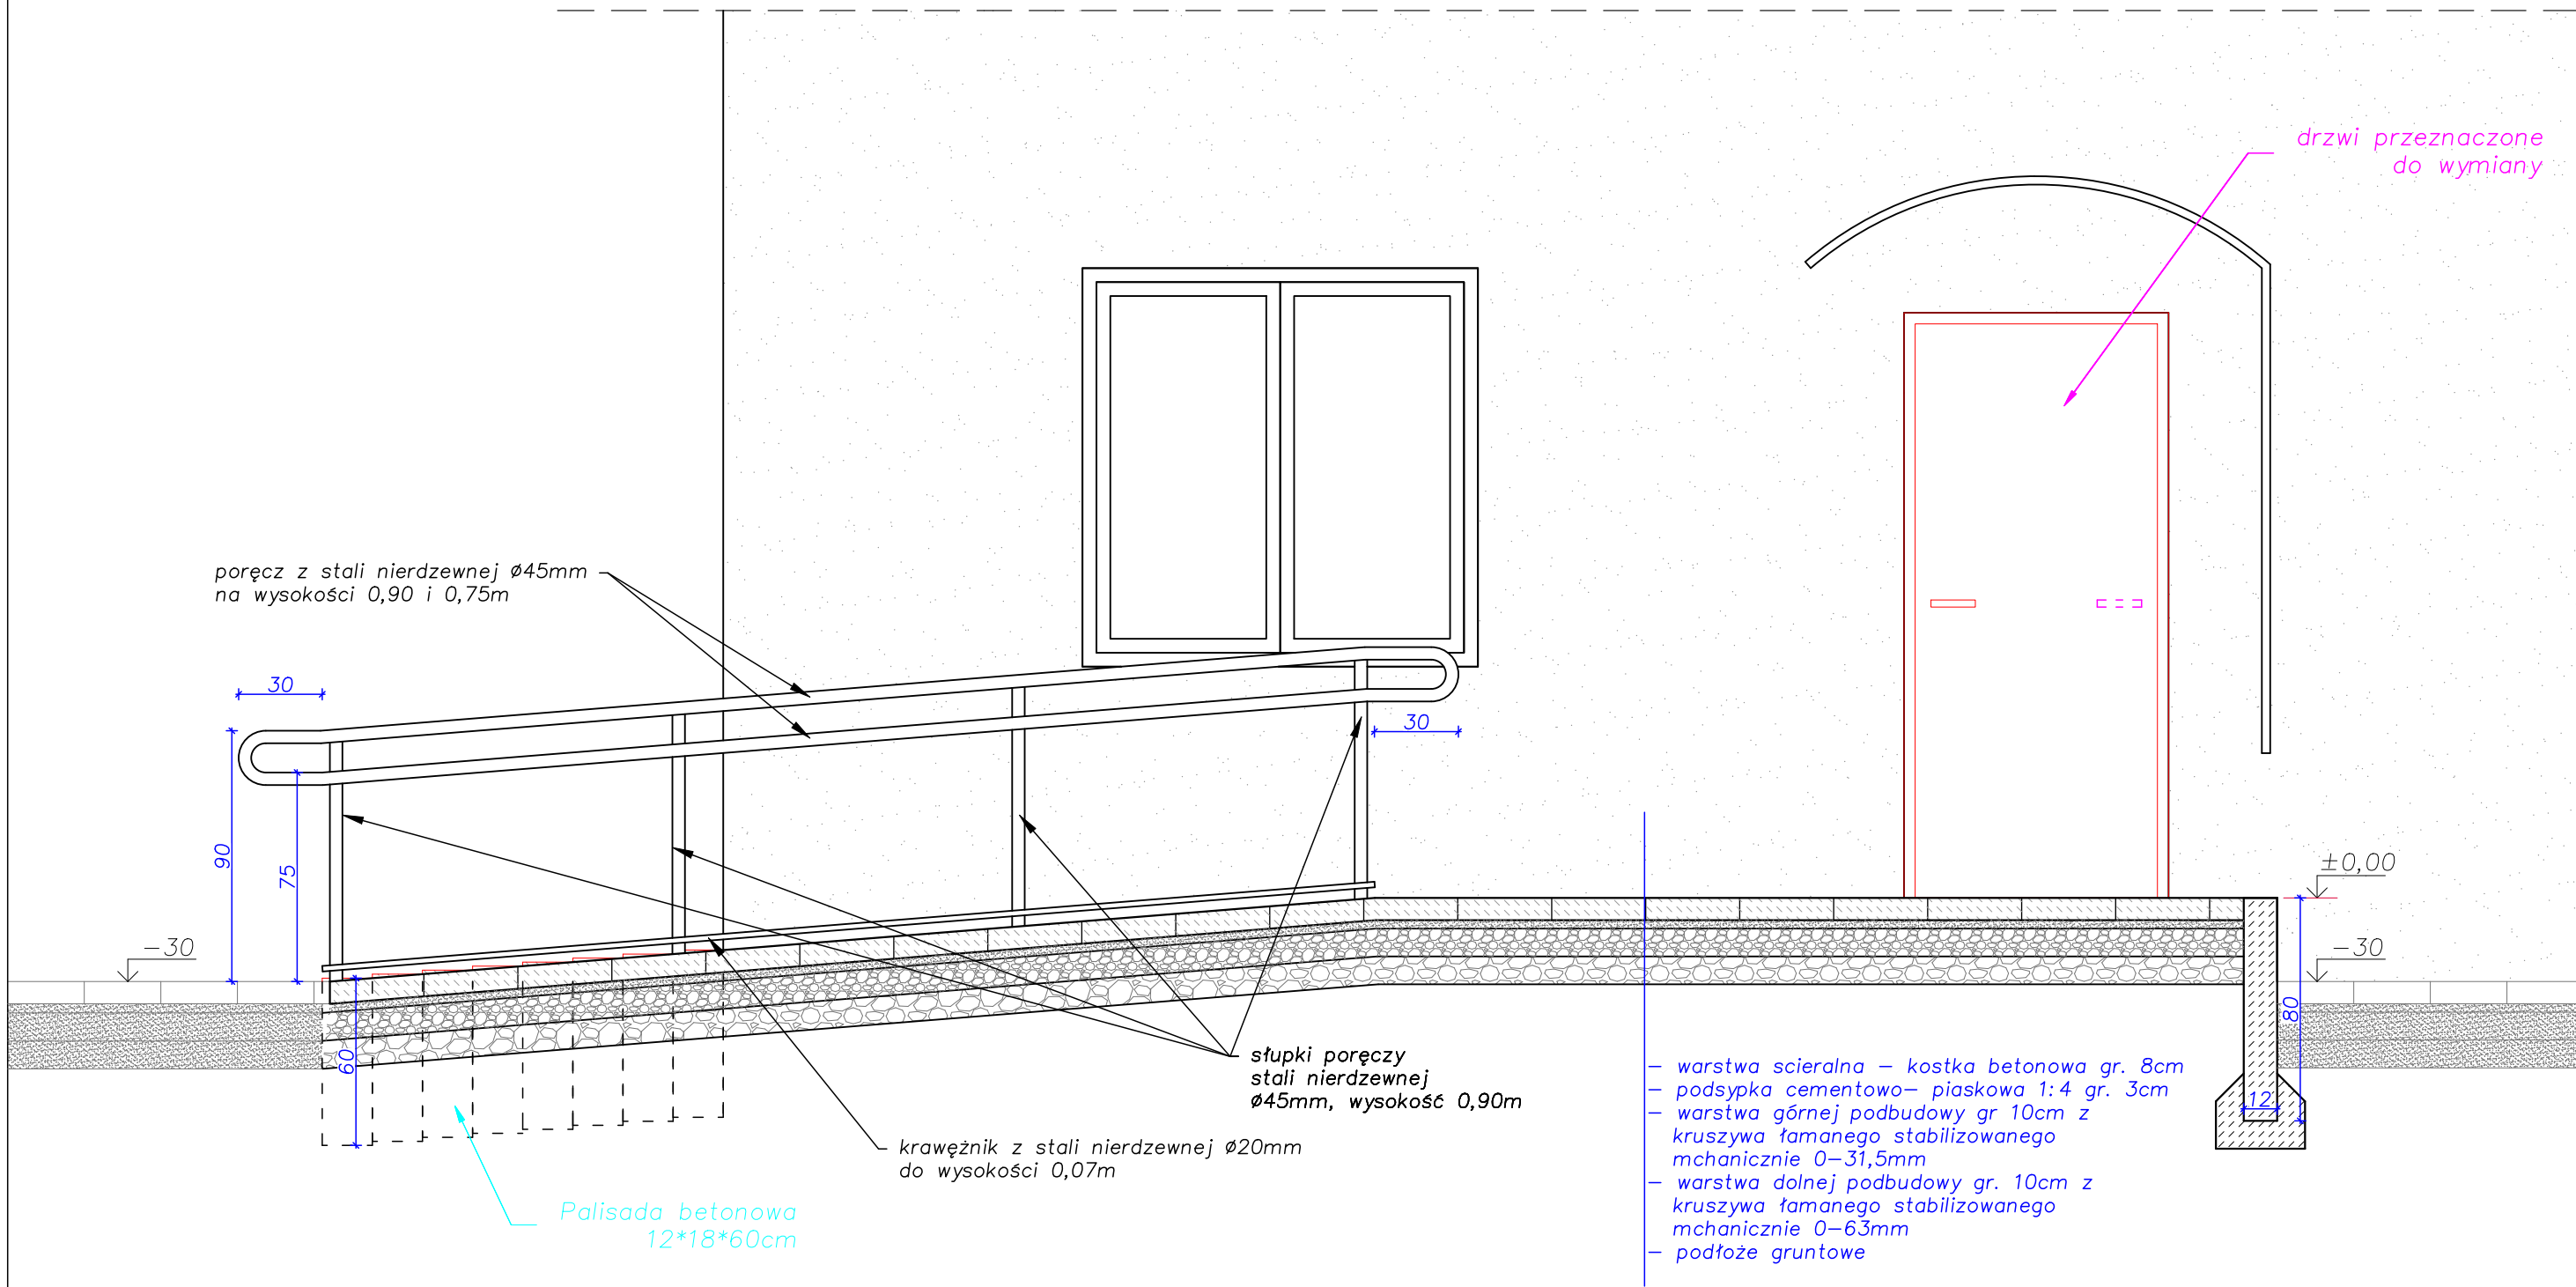 drzwi przeznaczone
do wymiany
poręcz z stali nierdzewnej ø45mm
na wysokości 0,90 i 0,75m
30
30
90
75
±0,00
-30
-30
60
80
12
słupki poręczy
stali nierdzewnej
ø45mm, wysokość 0,90m
krawężnik z stali nierdzewnej ø20mm
do wysokości 0,07m
Palisada betonowa
12*18*60cm
- warstwa scieralna - kostka betonowa gr. 8cm
- podsypka cementowo- piaskowa 1:4 gr. 3cm
- warstwa górnej podbudowy gr 10cm z
kruszywa łamanego stabilizowanego
mchanicznie 0-31,5mm
- warstwa dolnej podbudowy gr. 10cm z
kruszywa łamanego stabilizowanego
mchanicznie 0-63mm
- podłoże gruntowe